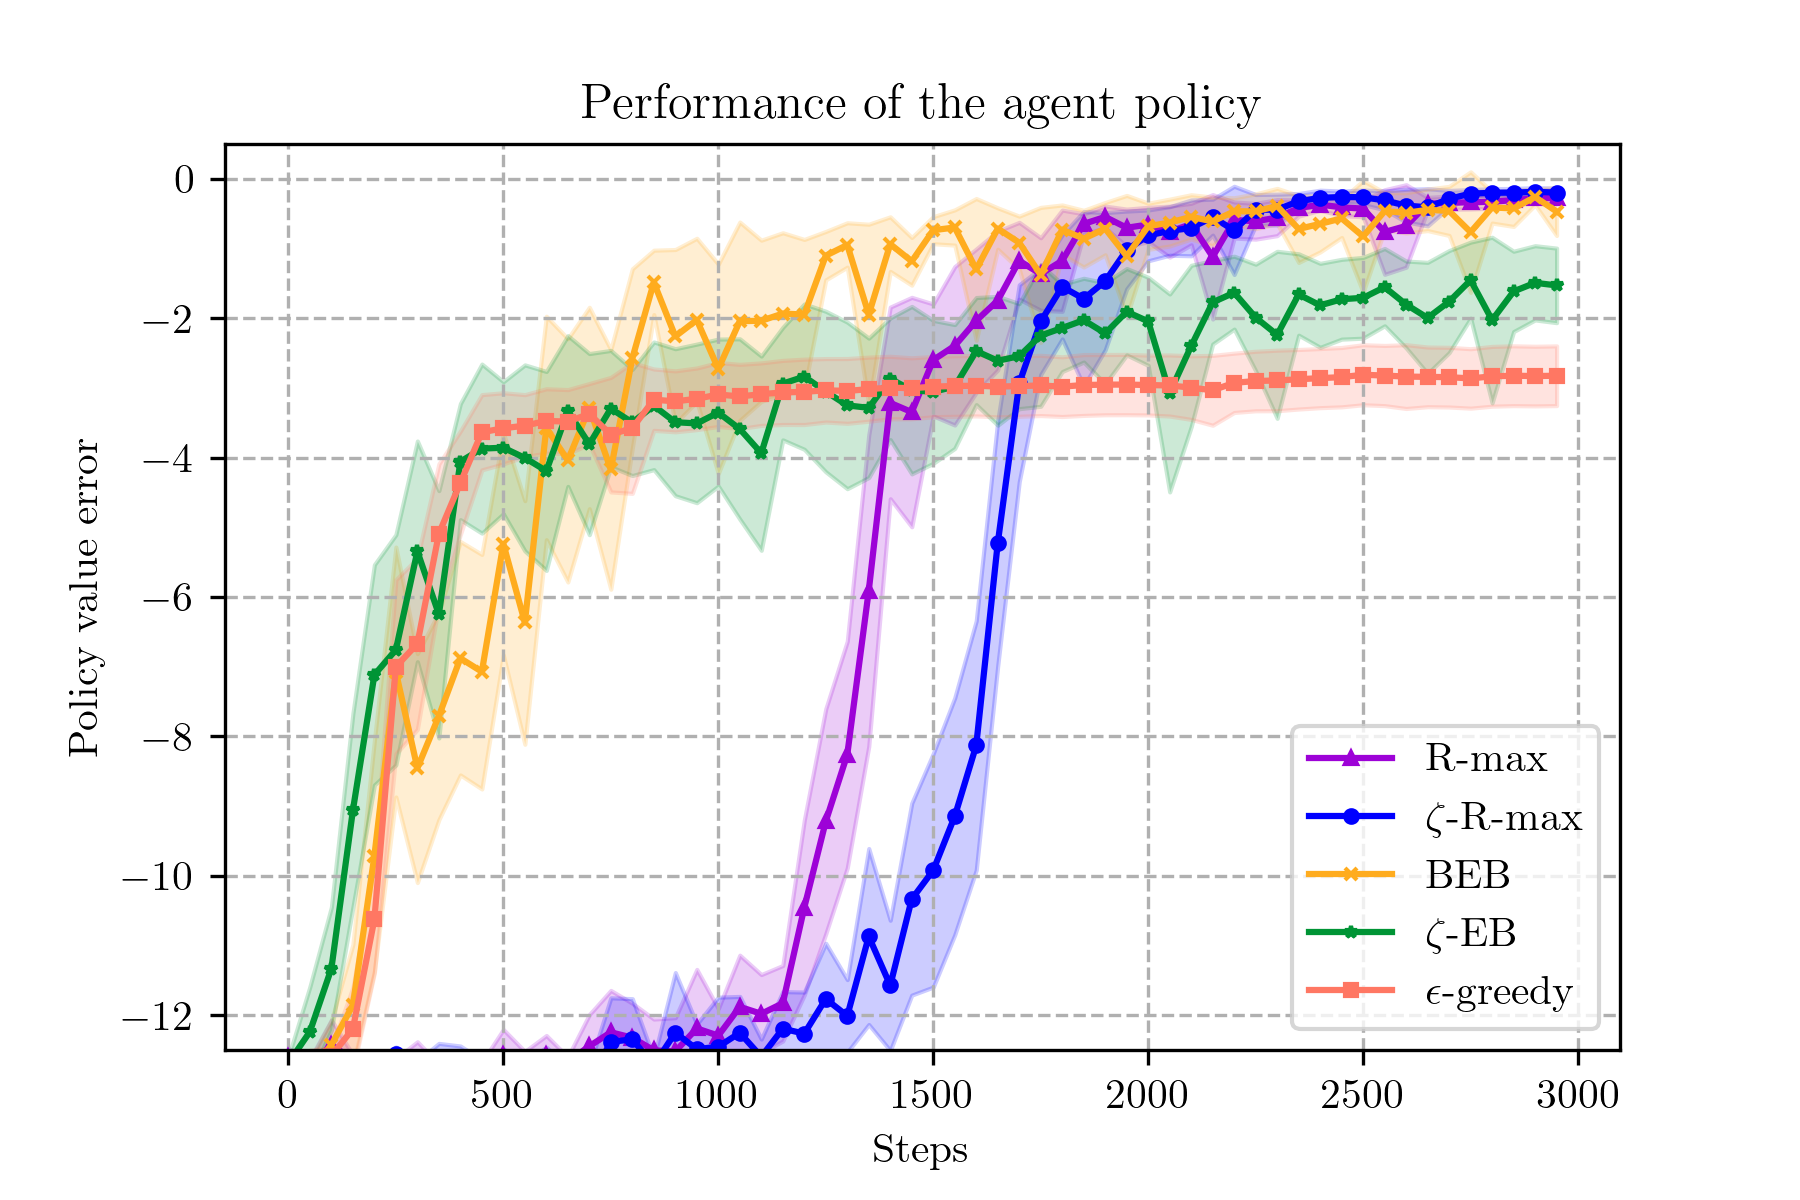 Performance of the agent policy
Policy value error
0
−2
−4
−6
−8
−10
−12
0 500 1000 1500 2000 2500 3000
Steps
R-max
ζ-R-max
BEB
ζ-EB
ϵ-greedy